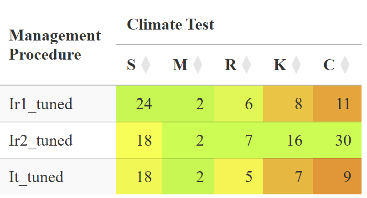 Management Procedure Climate Test
S M R K C
Ir1_tuned 24 2 6 8 11
Ir2_tuned 18 2 7 16 30
It_tuned 18 2 5 7 9